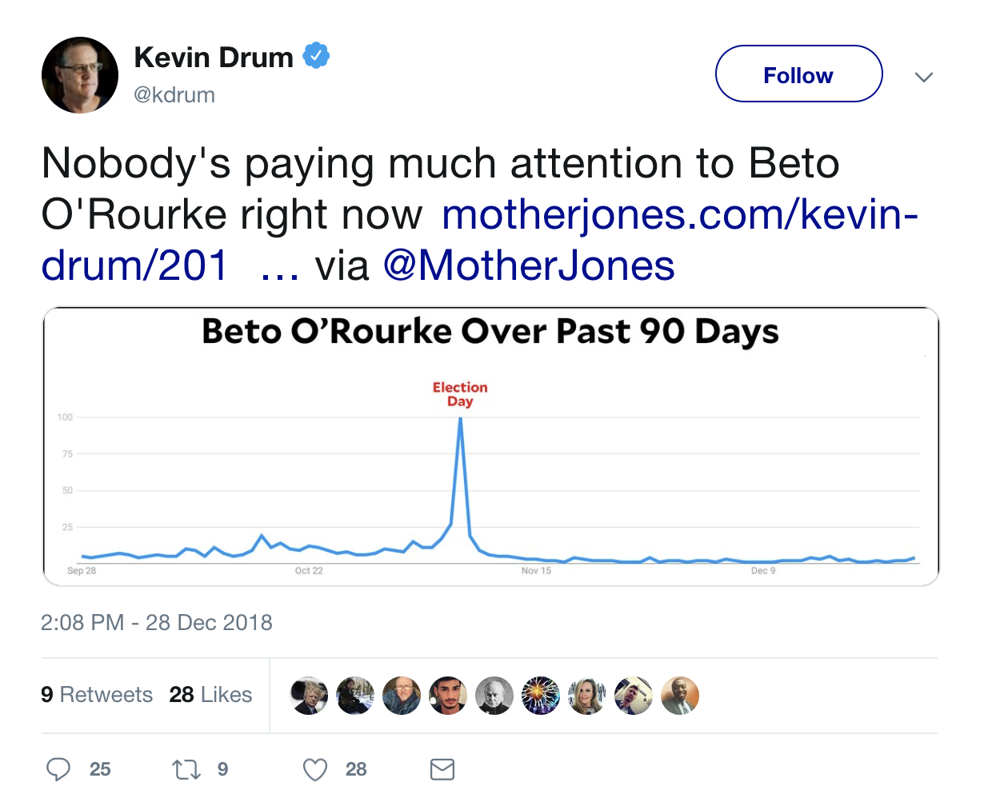 Kevin Drum
@kdrum
Follow
Nobody's paying much attention to Beto
O'Rourke right now motherjones.com/kevin-
drum/201 … via @MotherJones
Beto O’Rourke Over Past 90 Days
Election
Day
100
75
50
25
Sep 28 Oct 22 Nov 15 Dec 9
2:08 PM - 28 Dec 2018
9 Retweets 28 Likes
25 9 28